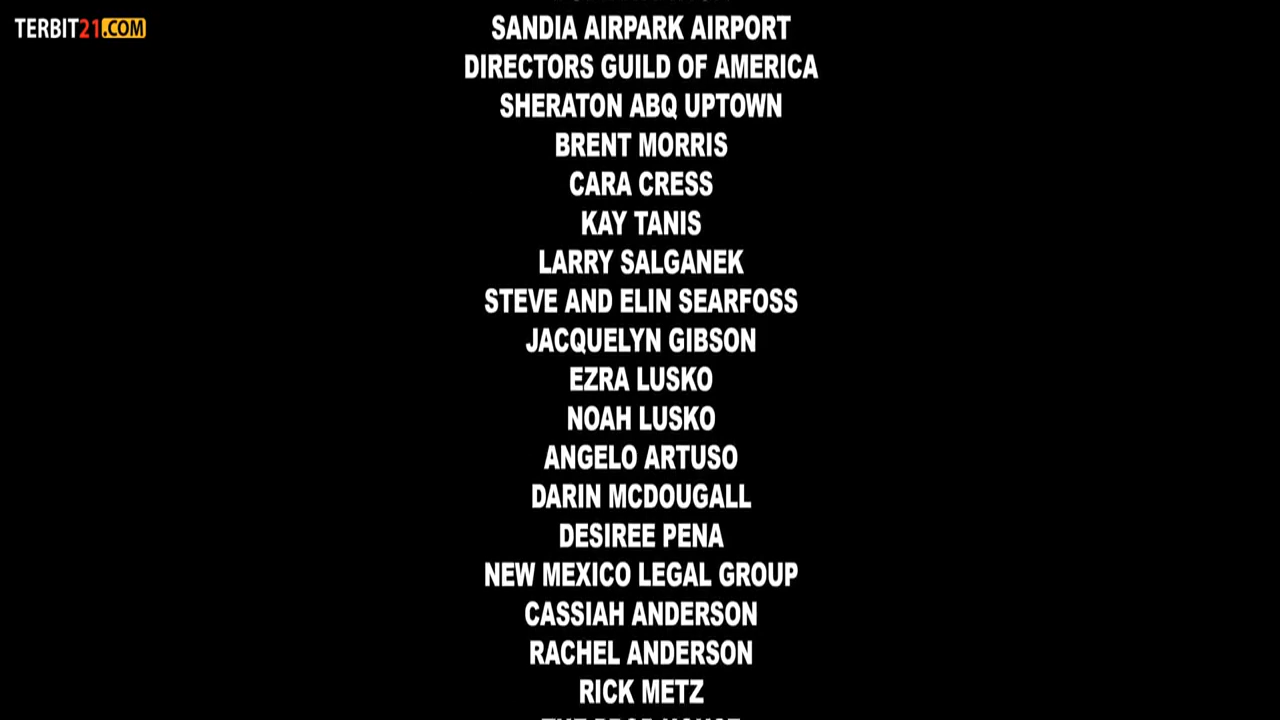 TERBIT21.COM
SANDIA AIRPARK AIRPORT
DIRECTORS GUILD OF AMERICA
SHERATON ABQ UPTOWN
BRENT MORRIS
CARA CRESS
KAY TANIS
LARRY SALGANEK
STEVE AND ELIN SEARFOSS
JACQUELYN GIBSON
EZRA LUSKO
NOAH LUSKO
ANGELO ARTUSO
DARIN MCDOUGALL
DESIREE PENA
NEW MEXICO LEGAL GROUP
CASSIAH ANDERSON
RACHEL ANDERSON
RICK METZ